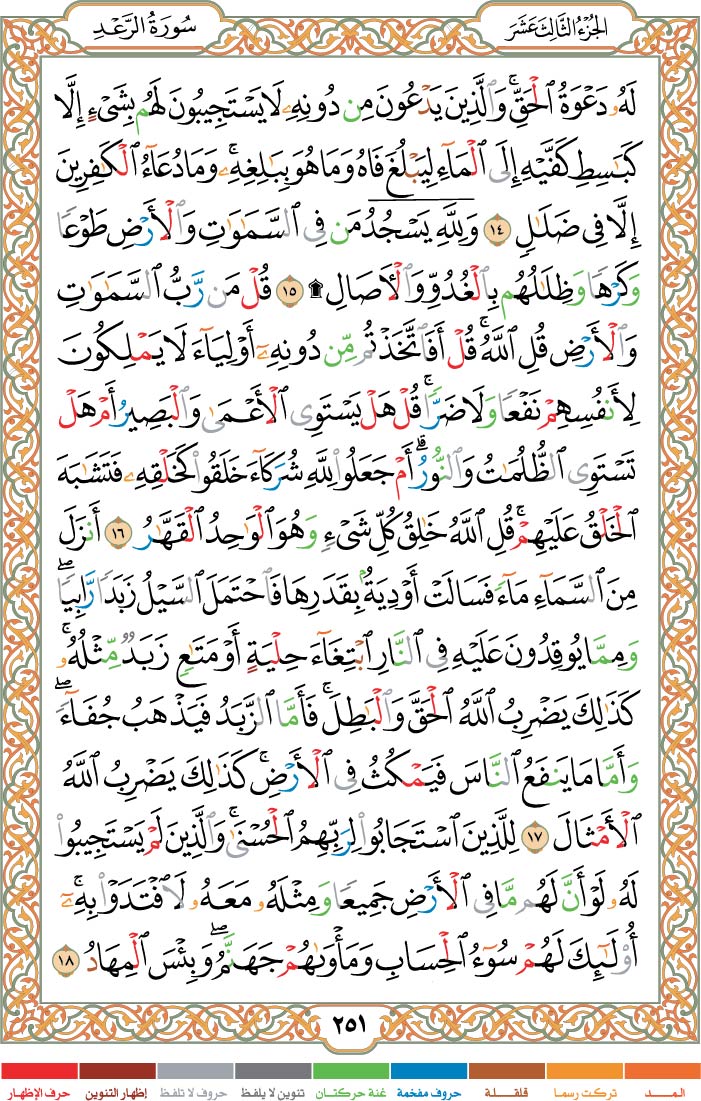 سُورَةُ الرَّعْدِ
الجُزْءُ الثَّالِثَ عَشَرَ
لَهُۥ دَعْوَةُ ٱلْحَقِّ ۖ وَٱلَّذِينَ يَدْعُونَ مِن دُونِهِۦ لَا يَسْتَجِيبُونَ لَهُم بِشَىْءٍ إِلَّا
كَبَٰسِطِ كَفَّيْهِ إِلَى ٱلْمَآءِ لِيَبْلُغَ فَاهُ وَمَا هُوَ بِبَٰلِغِهِۦ ۚ وَمَا دُعَآءُ ٱلْكَٰفِرِينَ
إِلَّا فِى ضَلَٰلٍ ١٤ وَلِلَّهِ يَسْجُدُ مَن فِى ٱلسَّمَٰوَٰتِ وَٱلْأَرْضِ طَوْعًا
وَكَرْهًا وَظِلَٰلُهُم بِٱلْغُدُوِّ وَٱلْءَاصَالِ ۩ ١٥ قُلْ مَن رَّبُّ ٱلسَّمَٰوَٰتِ
وَٱلْأَرْضِ قُلِ ٱللَّهُ ۚ قُلْ أَفَٱتَّخَذْتُم مِّن دُونِهِۦٓ أَوْلِيَآءَ لَا يَمْلِكُونَ
لِأَنفُسِهِمْ نَفْعًا وَلَا ضَرًّا ۚ قُلْ هَلْ يَسْتَوِى ٱلْأَعْمَىٰ وَٱلْبَصِيرُ أَمْ هَلْ
تَسْتَوِى ٱلظُّلُمَٰتُ وَٱلنُّورُ ۗ أَمْ جَعَلُوا۟ لِلَّهِ شُرَكَآءَ خَلَقُوا۟ كَخَلْقِهِۦ فَتَشَٰبَهَ
ٱلْخَلْقُ عَلَيْهِمْ ۚ قُلِ ٱللَّهُ خَٰلِقُ كُلِّ شَىْءٍ وَهُوَ ٱلْوَٰحِدُ ٱلْقَهَّٰرُ ١٦ أَنزَلَ
مِنَ ٱلسَّمَآءِ مَآءً فَسَالَتْ أَوْدِيَةٌۢ بِقَدَرِهَا فَٱحْتَمَلَ ٱلسَّيْلُ زَبَدًا رَّابِيًا ۖ
وَمِمَّا يُوقِدُونَ عَلَيْهِ فِى ٱلنَّارِ ٱبْتِغَآءَ حِلْيَةٍ أَوْ مَتَٰعٍ زَبَدٌ مِّثْلُهُۥ ۚ
كَذَٰلِكَ يَضْرِبُ ٱللَّهُ ٱلْحَقَّ وَٱلْبَٰطِلَ ۚ فَأَمَّا ٱلزَّبَدُ فَيَذْهَبُ جُفَآءً ۖ
وَأَمَّا مَا يَنفَعُ ٱلنَّاسَ فَيَمْكُثُ فِى ٱلْأَرْضِ ۚ كَذَٰلِكَ يَضْرِبُ ٱللَّهُ
ٱلْأَمْثَالَ ١٧ لِلَّذِينَ ٱسْتَجَابُوا۟ لِرَبِّهِمُ ٱلْحُسْنَىٰ ۚ وَٱلَّذِينَ لَمْ يَسْتَجِيبُوا۟
لَهُۥ لَوْ أَنَّ لَهُم مَّا فِى ٱلْأَرْضِ جَمِيعًا وَمِثْلَهُۥ مَعَهُۥ لَٱفْتَدَوْا۟ بِهِۦٓ ۚ
أُو۟لَٰٓئِكَ لَهُمْ سُوٓءُ ٱلْحِسَابِ وَمَأْوَىٰهُمْ جَهَنَّمُ ۖ وَبِئْسَ ٱلْمِهَادُ ١٨
٢٥١
المــد تركت رسما قلقــلة حروف مفخمة غنة حركتـان تنوين لا يلفظ حروف لا تلفظ إظهار التنوين حرف الإظهار